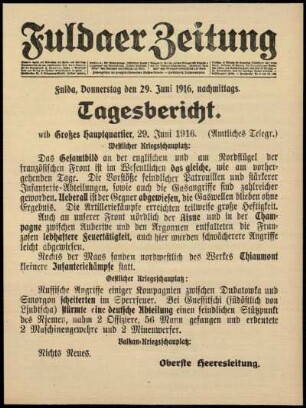 Fuldaer Zeitung
Fulda, Donnerstag den 29. Juni 1916, nachmittags.
Tagesbericht.
wtb Großes Hauptquartier, 29. Juni 1916. (Amtliches Telegr.)
Westlicher Kriegsschauplatz:
Das Gesamtbild an der englischen und am Nordflügel der
französischen Front ist im Wesentlichen das gleiche, wie am vorher-
gehenden Tage. Die Vorstöße feindlicher Patrouillen und stärkerer
Infanterie-Abteilungen, sowie auch die Gasangriffe sind zahlreicher
geworden. Ueberall ist der Gegner abgewiesen, die Gaswellen blieben ohne
Ergebnis. Die Artilleriekämpfe erreichten teilweise große Heftigkeit.
Auch an unserer Front nördlich der Aisne und in der Cham-
pagne zwischen Auberive und den Argonnen entfalteten die Fran-
zosen lebhaftere Feuertätigkeit, auch hier wurden schwächere Angriffe
leicht abgewiesen.
Rechts der Maas fanden nordwestlich des Werkes Thiaumont
kleinere Infanteriekämpfe statt.
Oestlicher Kriegsschauplatz:
Russische Angriffe einiger Kompagnien zwischen Dubatowka
und Smorgon scheiterten im Sperrfeuer. Bei Gnessitschi (südöstlich von
Ljubtscha) stürmte eine deutsche Abteilung einen feindlichen Stützpunkt
des Njemen, nahm 2 Offiziere, 56 Mann gefangen und erbeutete
2 Maschinengewehre und 2 Minenwerfer.
Balkan-Kriegsschauplatz:
Nichts Neues.
Oberste Heeresleitung.